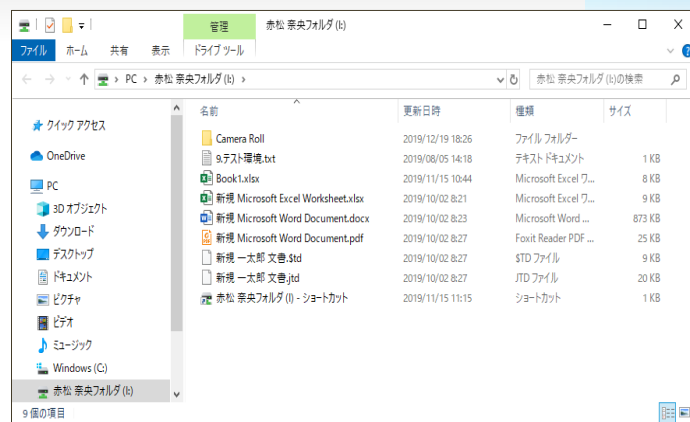 管理
赤松 奈央フォルダ (I:)
ファイル ホーム 共有 表示 ドライブ ツール
PC 赤松 奈央フォルダ (I:)
赤松 奈央フォルダ (I:)の検索
名前 更新日時 種類 サイズ
クイック アクセス
OneDrive
PC
3D オブジェクト
ダウンロード
デスクトップ
ドキュメント
ピクチャ
ビデオ
ミュージック
Windows (C:)
赤松 奈央フォルダ (I:)
Camera Roll 2019/12/19 18:26 ファイル フォルダー
9.テスト環境.txt 2019/08/05 14:18 テキスト ドキュメント 1 KB
Book1.xlsx 2019/11/15 10:44 Microsoft Excel ワ... 8 KB
新規 Microsoft Excel Worksheet.xlsx 2019/10/02 8:21 Microsoft Excel ワ... 9 KB
新規 Microsoft Word Document.docx 2019/10/02 8:23 Microsoft Word ... 873 KB
新規 Microsoft Word Document.pdf 2019/10/02 8:27 Foxit Reader PDF ... 25 KB
新規 一太郎 文書.$td 2019/10/02 8:27 $TD ファイル 9 KB
新規 一太郎 文書.jtd 2019/10/02 8:27 JTD ファイル 20 KB
赤松 奈央フォルダ (I) - ショートカット 2019/11/15 11:15 ショートカット 1 KB
9 個の項目